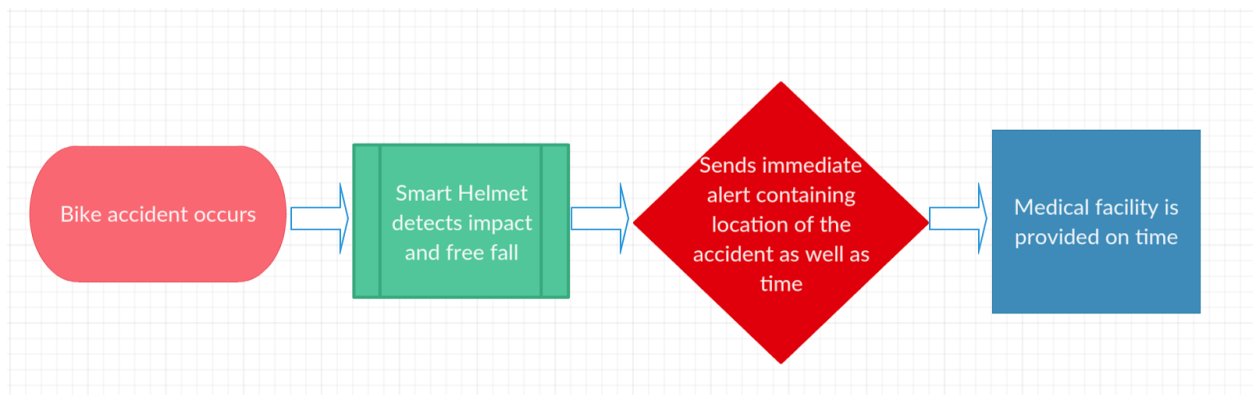 Bike accident occurs
Smart Helmet
detects impact
and free fall
Sends immediate
alert containing
location of the
accident as well as
time
Medical facility is
provided on time